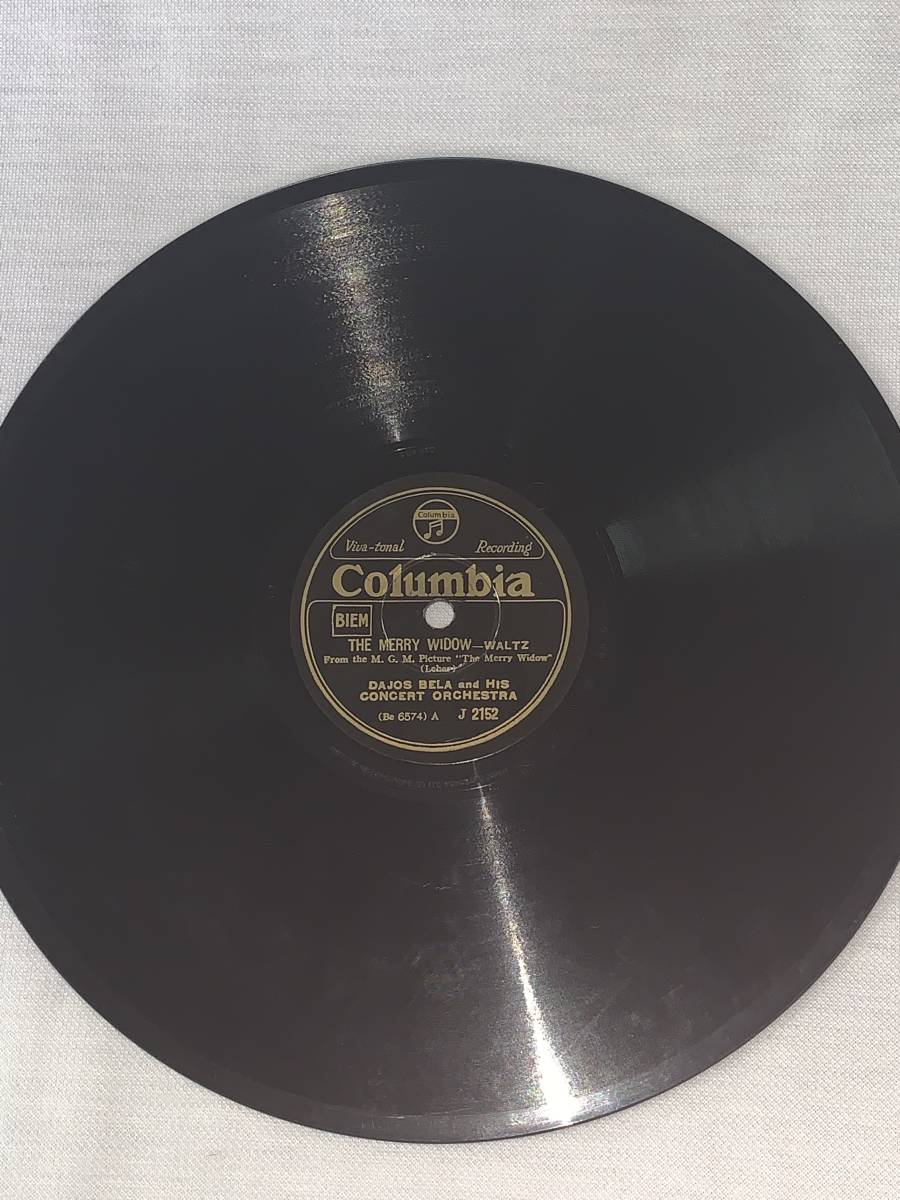 Columbia
Viva-tonal Recording
Columbia
BIEM
THE MERRY WIDOW—WALTZ
From the M. G. M. Picture "The Merry Widow"
(Lehar)
DAJOS BELA and HIS
CONCERT ORCHESTRA
(Be 6574) A J 2152